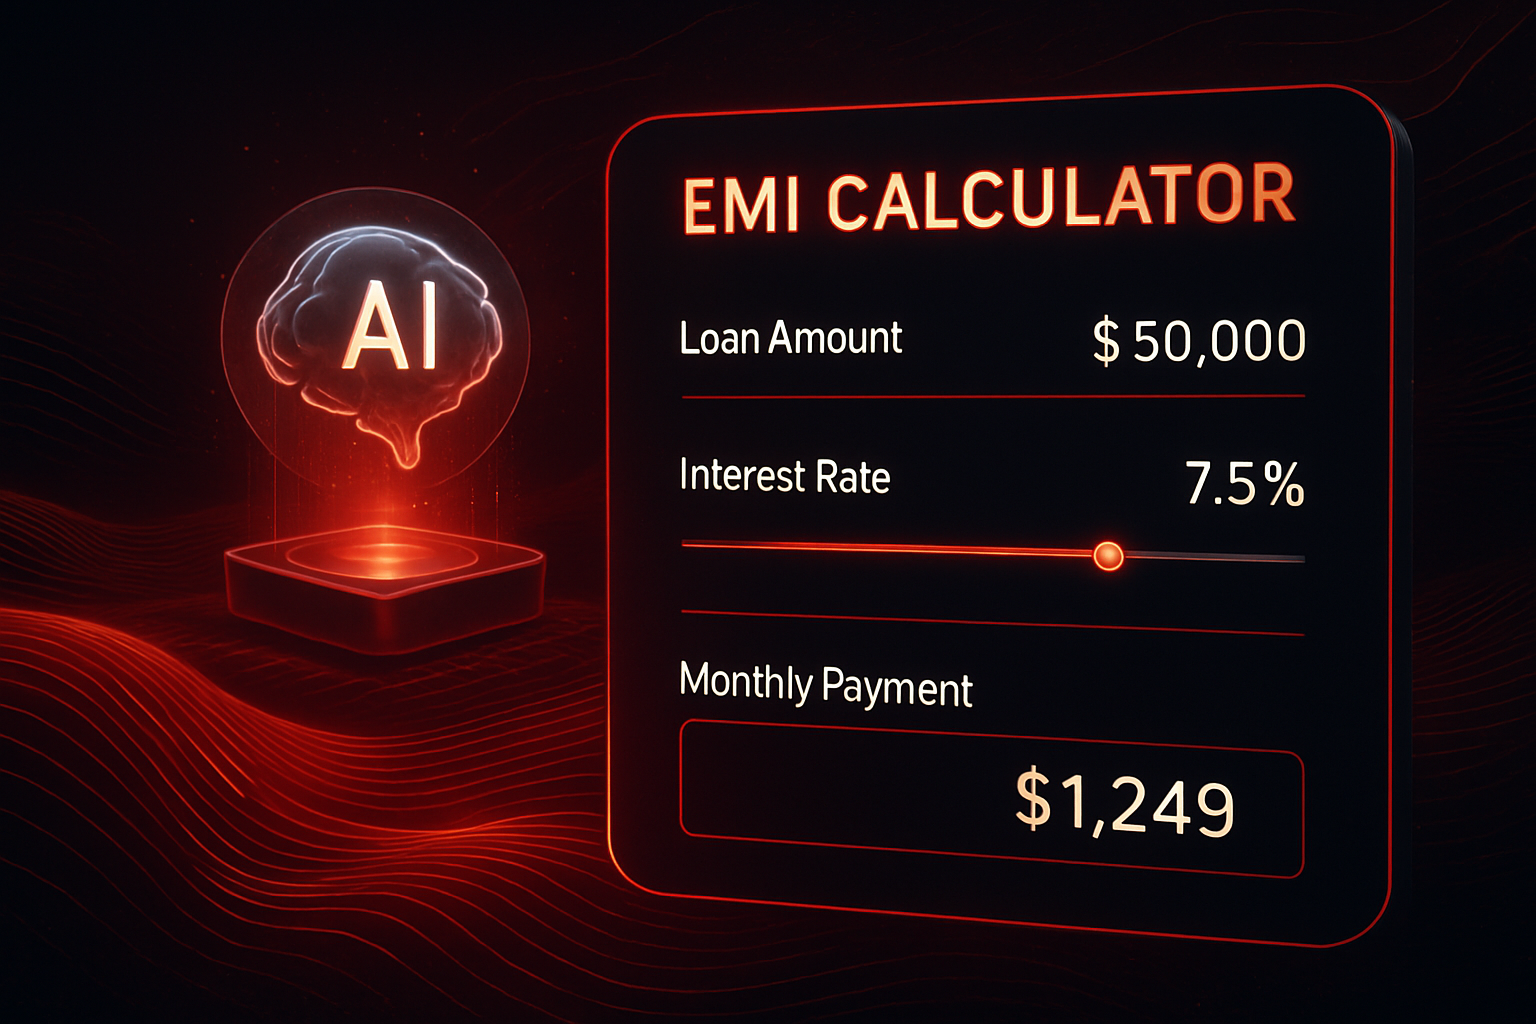 AI
EMI CALCULATOR
Loan Amount $ 50,000
Interest Rate 7.5%
Monthly Payment
$1,249